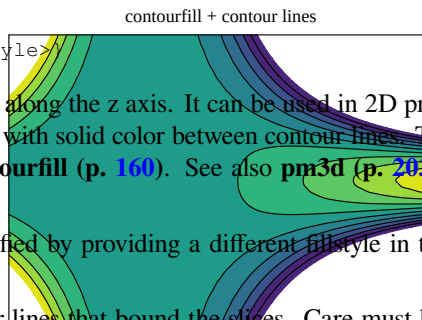 contourfill + contour lines
yle>}
along the z axis. It can be used in 2D pr
with solid color between contour lines. T
ourfill (p. 160). See also pm3d (p. 20
fied by providing a different fillstyle in t
r lines that bound the slices. Care must